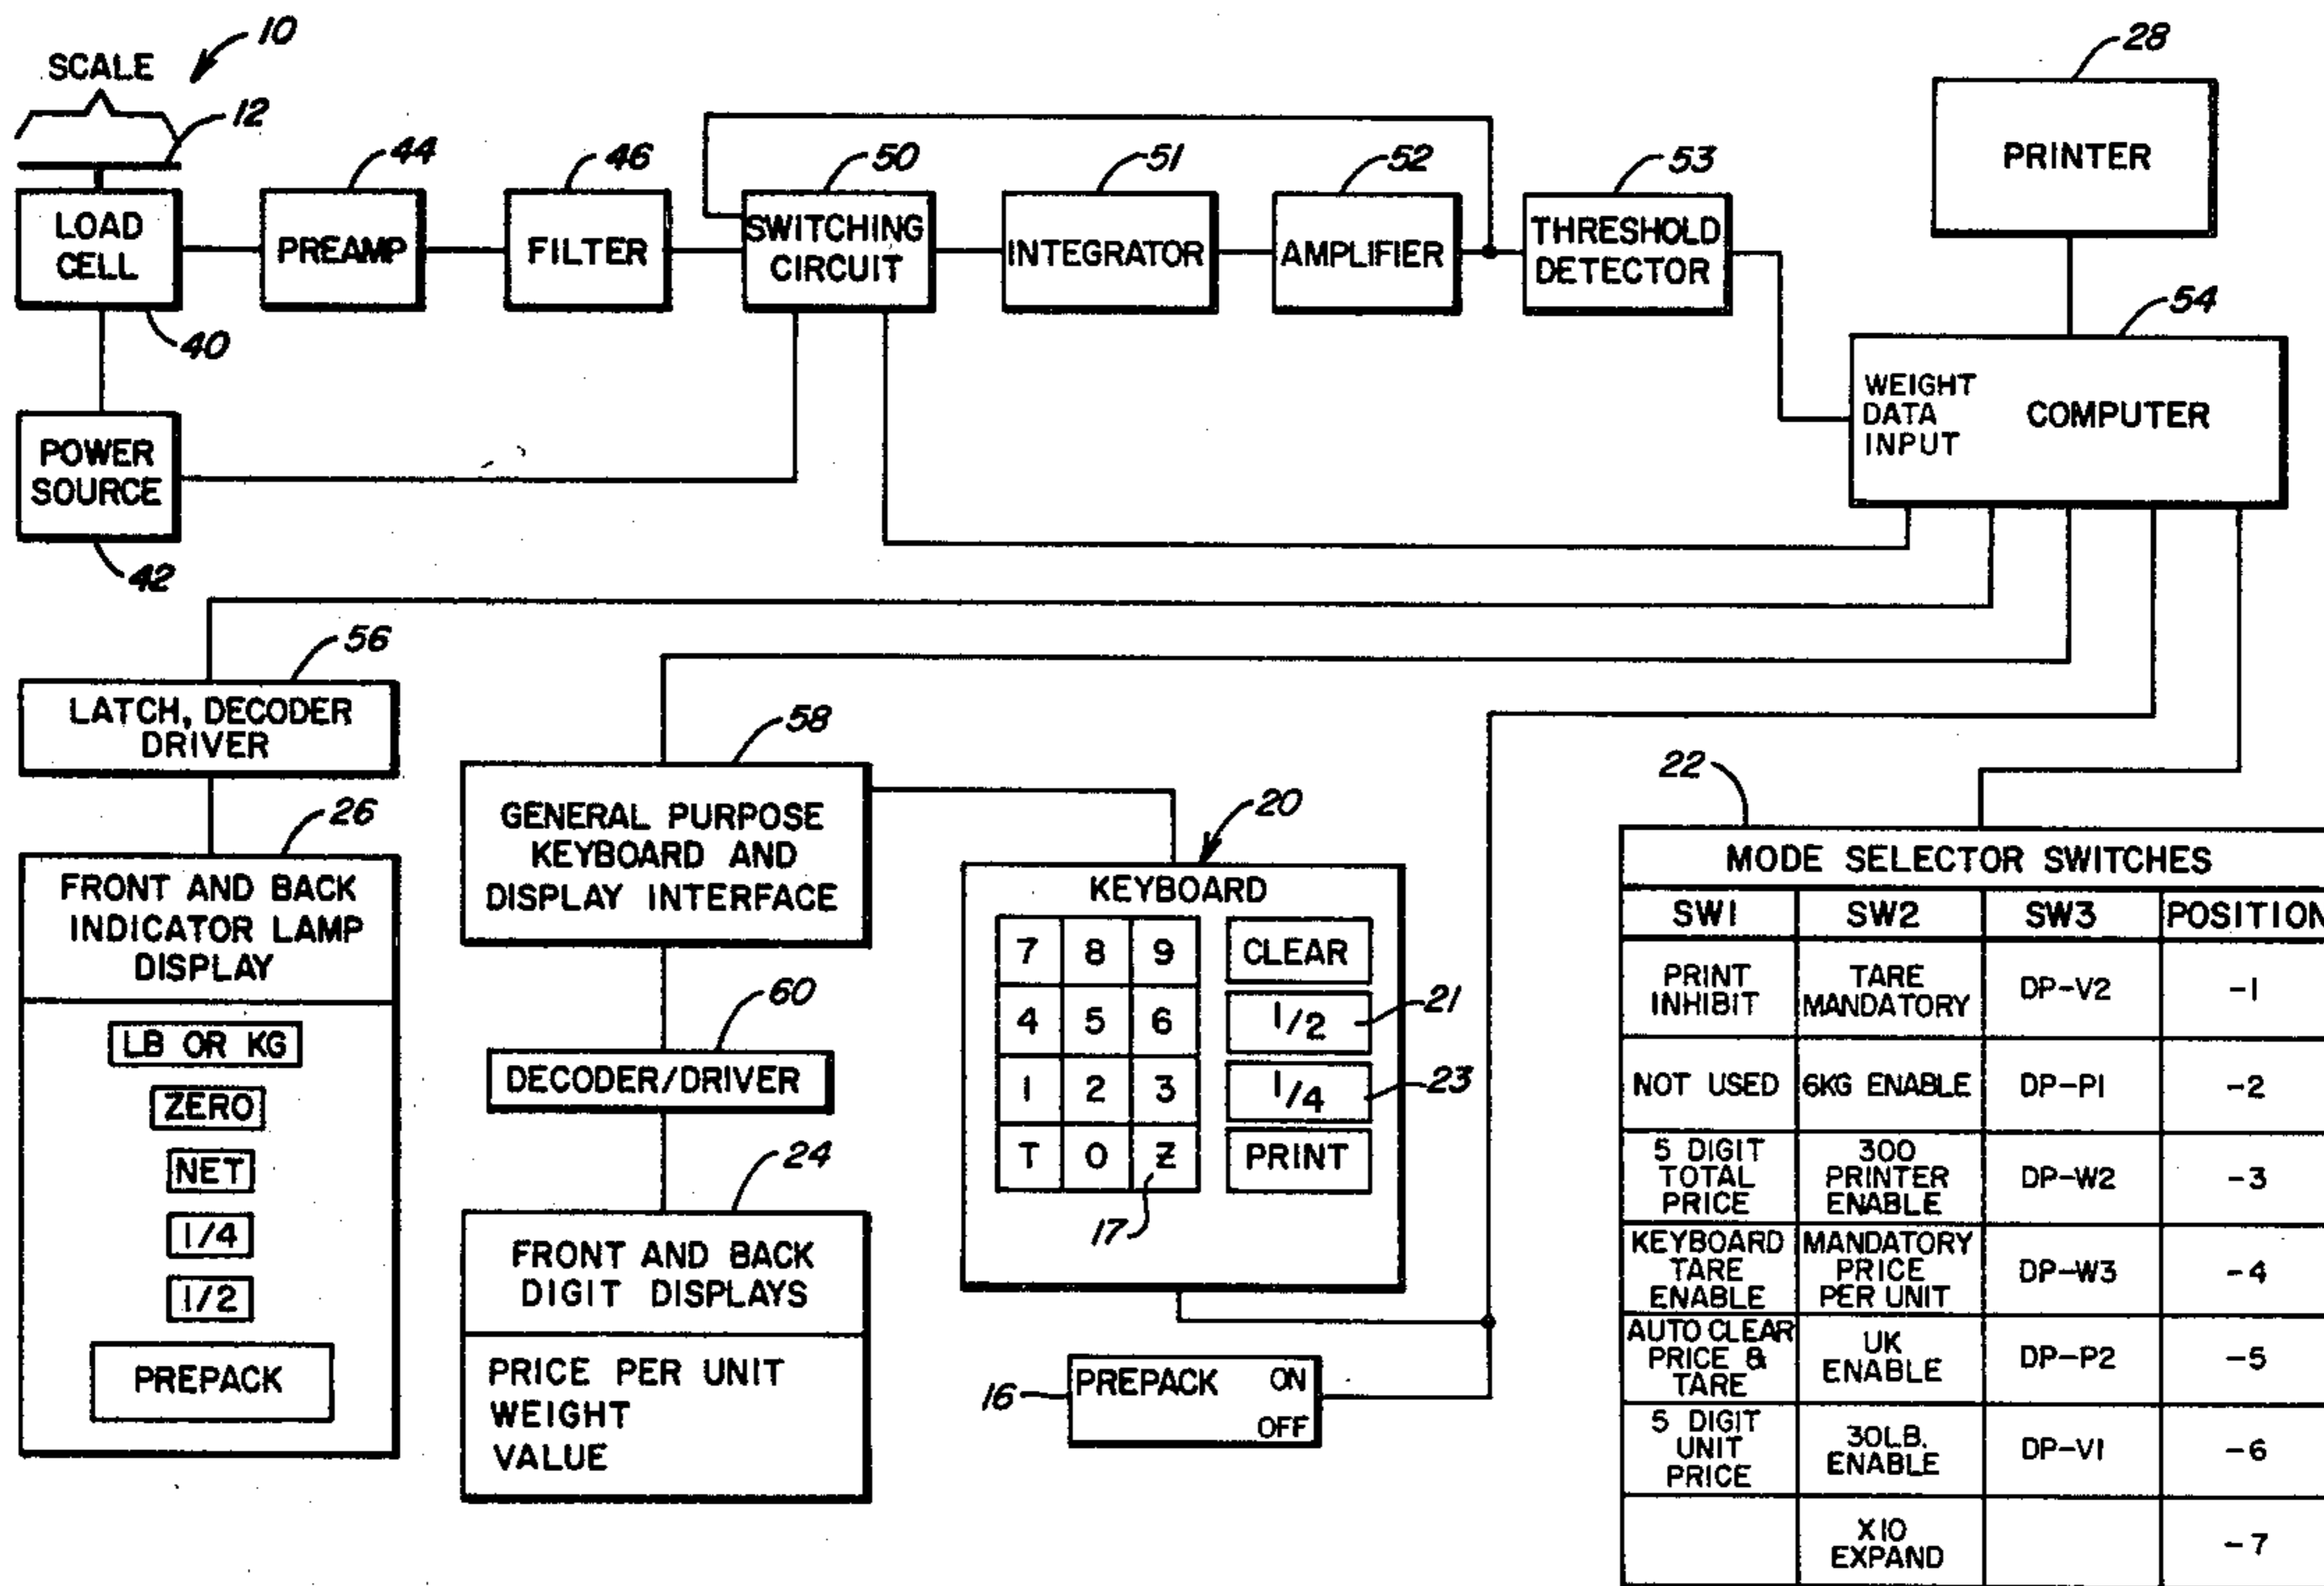 10
SCALE
12
44
46
50
51
52
53
28
PRINTER
LOAD
CELL
PREAMP
FILTER
SWITCHING
CIRCUIT
INTEGRATOR
AMPLIFIER
THRESHOLD
DETECTOR
40
54
WEIGHT
DATA
INPUT
COMPUTER
POWER
SOURCE
42
56
LATCH, DECODER
DRIVER
26
FRONT AND BACK
INDICATOR LAMP
DISPLAY
LB OR KG
ZERO
NET
1/4
1/2
PREPACK
58
GENERAL PURPOSE
KEYBOARD AND
DISPLAY INTERFACE
60
DECODER/DRIVER
24
FRONT AND BACK
DIGIT DISPLAYS
PRICE PER UNIT
WEIGHT
VALUE
20
KEYBOARD
7 8 9 CLEAR
4 5 6 1/2 21
1 2 3 1/4 23
T 0 Z PRINT
17
16 PREPACK ON
OFF
22
MODE SELECTOR SWITCHES
SW1 SW2 SW3 POSITION
PRINT INHIBIT TARE MANDATORY DP-V2 -1
NOT USED 6KG ENABLE DP-P1 -2
5 DIGIT TOTAL PRICE 300 PRINTER ENABLE DP-W2 -3
KEYBOARD TARE ENABLE MANDATORY PRICE PER UNIT DP-W3 -4
AUTO CLEAR PRICE & TARE UK ENABLE DP-P2 -5
5 DIGIT UNIT PRICE 30LB. ENABLE DP-V1 -6
X10 EXPAND -7